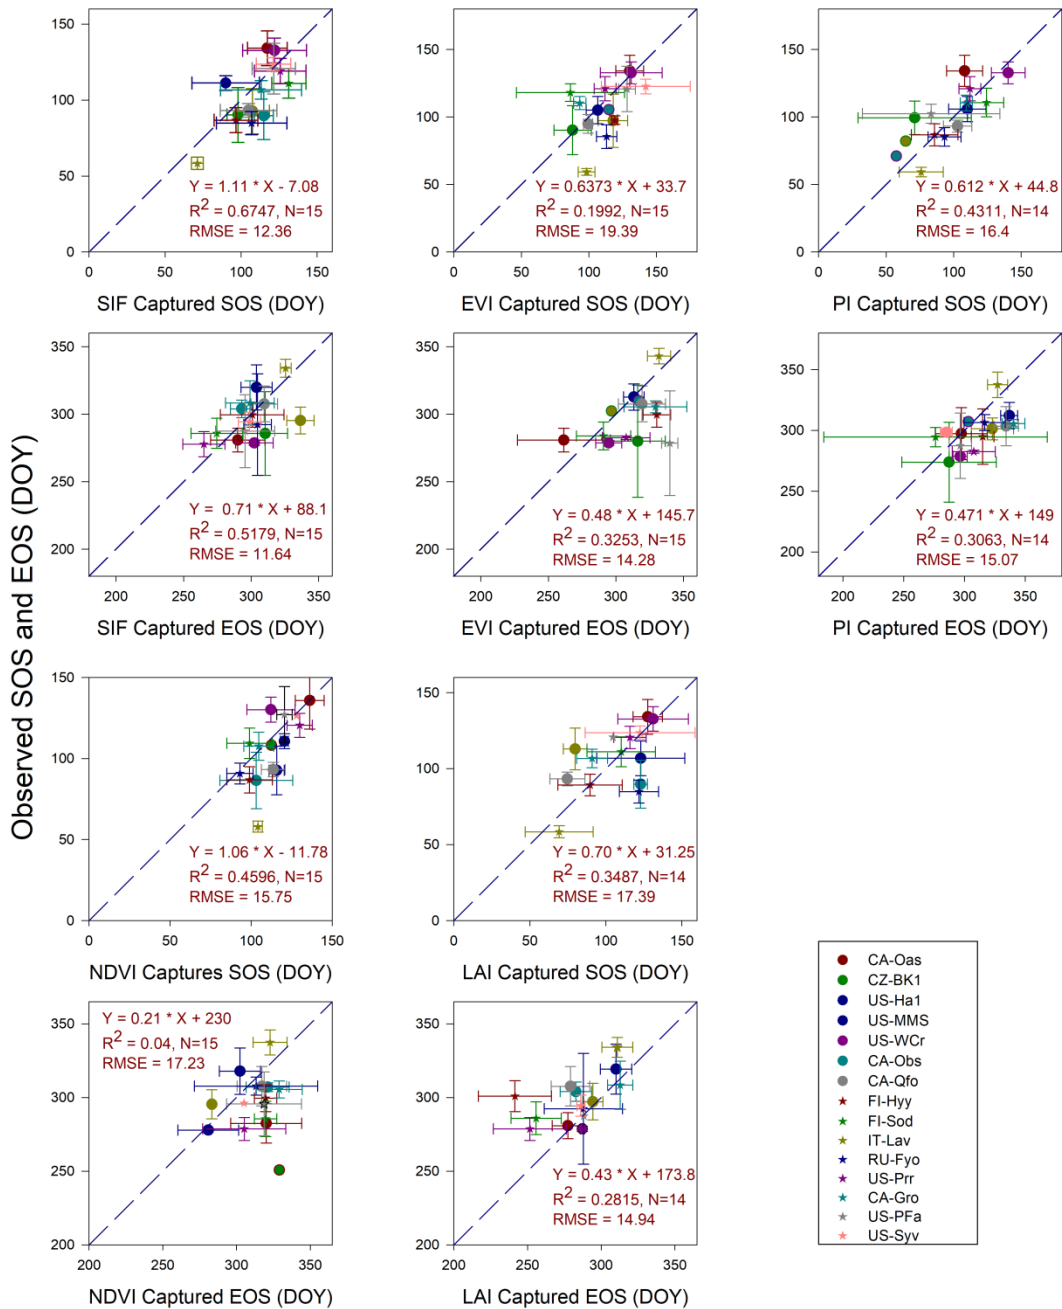 Observed SOS and EOS (DOY)
150
100
50
0
Y = 1.11 * X - 7.08
R² = 0.6747, N=15
RMSE = 12.36
0 50 100 150
SIF Captured SOS (DOY)
150
100
50
0
Y = 0.6373 * X + 33.7
R² = 0.1992, N=15
RMSE = 19.39
0 50 100 150
EVI Captured SOS (DOY)
150
100
50
0
Y = 0.612 * X + 44.8
R² = 0.4311, N=14
RMSE = 16.4
0 50 100 150
PI Captured SOS (DOY)
350
300
250
200
Y = 0.71 * X + 88.1
R² = 0.5179, N=15
RMSE = 11.64
200 250 300 350
SIF Captured EOS (DOY)
350
300
250
200
Y = 0.48 * X + 145.7
R² = 0.3253, N=15
RMSE = 14.28
200 250 300 350
EVI Captured EOS (DOY)
350
300
250
200
Y = 0.471 * X + 149
R² = 0.3063, N=14
RMSE = 15.07
200 250 300 350
PI Captured EOS (DOY)
150
100
50
0
Y = 1.06 * X - 11.78
R² = 0.4596, N=15
RMSE = 15.75
0 50 100 150
NDVI Captures SOS (DOY)
150
100
50
0
Y = 0.70 * X + 31.25
R² = 0.3487, N=14
RMSE = 17.39
0 50 100 150
LAI Captured SOS (DOY)
350
300
250
200
Y = 0.21 * X + 230
R² = 0.04, N=15
RMSE = 17.23
200 250 300 350
NDVI Captured EOS (DOY)
350
300
250
200
Y = 0.43 * X + 173.8
R² = 0.2815, N=14
RMSE = 14.94
200 250 300 350
LAI Captured EOS (DOY)
CA-Oas
CZ-BK1
US-Ha1
US-MMS
US-WCr
CA-Obs
CA-Qfo
FI-Hyy
FI-Sod
IT-Lav
RU-Fyo
US-Prr
CA-Gro
US-PFa
US-Syv